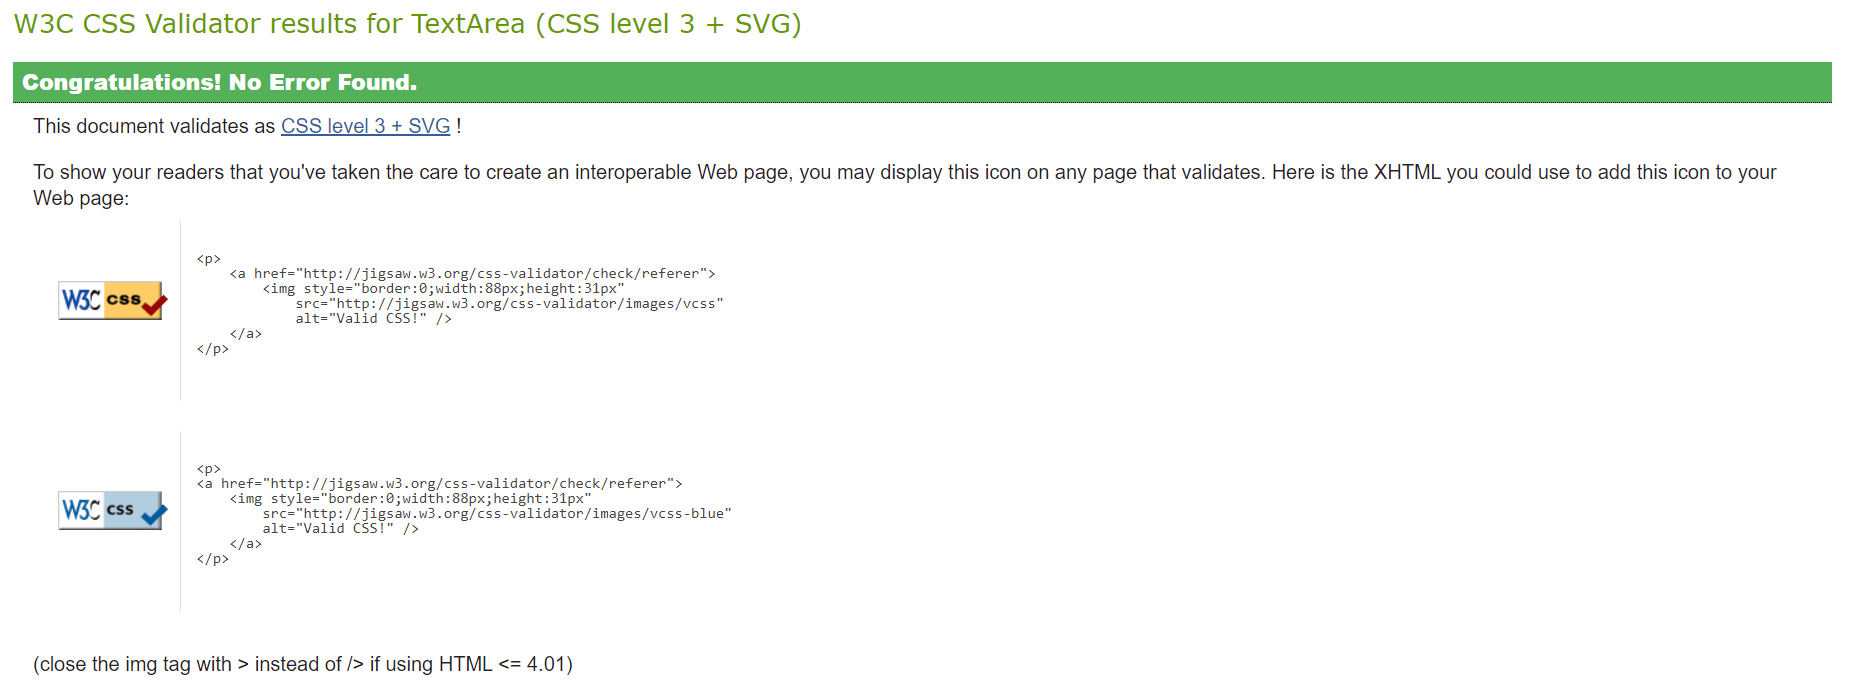 W3C CSS Validator results for TextArea (CSS level 3 + SVG)
Congratulations! No Error Found.
This document validates as CSS level 3 + SVG !
To show your readers that you've taken the care to create an interoperable Web page, you may display this icon on any page that validates. Here is the XHTML you could use to add this icon to your
Web page:
W3C css
<p>
    <a href="http://jigsaw.w3.org/css-validator/check/referer">
        <img style="border:0;width:88px;height:31px"
            src="http://jigsaw.w3.org/css-validator/images/vcss"
            alt="Valid CSS!" />
    </a>
</p>
W3C css
<p>
<a href="http://jigsaw.w3.org/css-validator/check/referer">
    <img style="border:0;width:88px;height:31px"
        src="http://jigsaw.w3.org/css-validator/images/vcss-blue"
        alt="Valid CSS!" />
    </a>
</p>
(close the img tag with > instead of /> if using HTML <= 4.01)